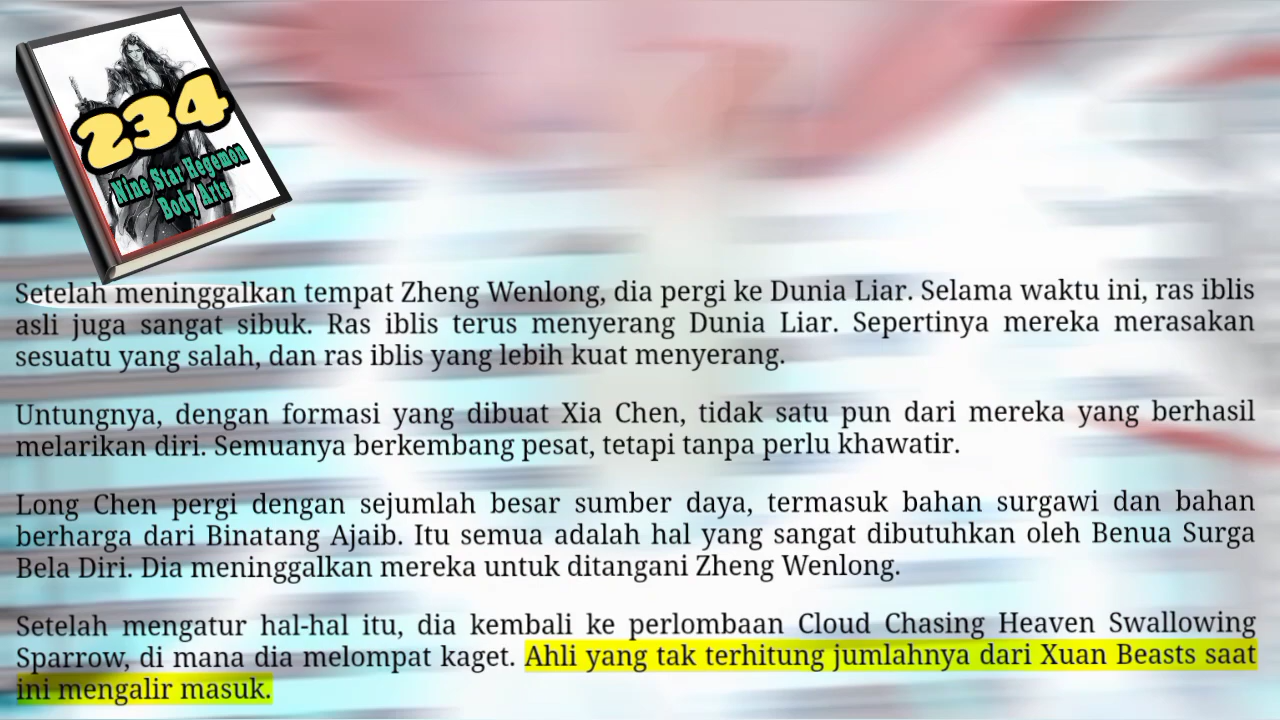 234
Nine Star Hegemon
Body Arts
Setelah meninggalkan tempat Zheng Wenlong, dia pergi ke Dunia Liar. Selama waktu ini, ras iblis
asli juga sangat sibuk. Ras iblis terus menyerang Dunia Liar. Sepertinya mereka merasakan
sesuatu yang salah, dan ras iblis yang lebih kuat menyerang.
Untungnya, dengan formasi yang dibuat Xia Chen, tidak satu pun dari mereka yang berhasil
melarikan diri. Semuanya berkembang pesat, tetapi tanpa perlu khawatir.
Long Chen pergi dengan sejumlah besar sumber daya, termasuk bahan surgawi dan bahan
berharga dari Binatang Ajaib. Itu semua adalah hal yang sangat dibutuhkan oleh Benua Surga
Bela Diri. Dia meninggalkan mereka untuk ditangani Zheng Wenlong.
Setelah mengatur hal-hal itu, dia kembali ke perlombaan Cloud Chasing Heaven Swallowing
Sparrow, di mana dia melompat kaget. Ahli yang tak terhitung jumlahnya dari Xuan Beasts saat
ini mengalir masuk.